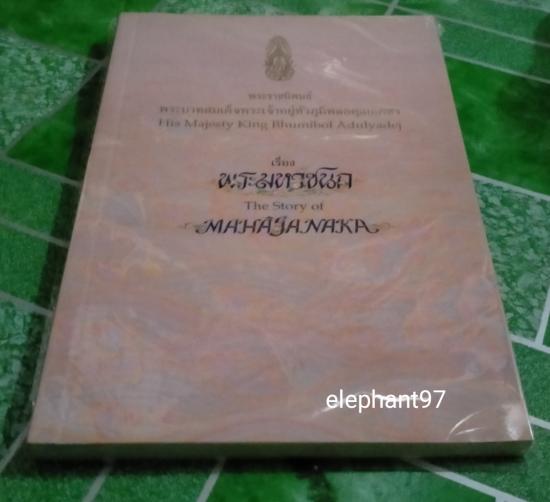 พระราชนิพนธ์
พระบาทสมเด็จพระเจ้าอยู่หัวภูมิพลอดุลยเดชฯ
His Majesty King Bhumibol Adulyadej
เรื่อง
พระมหาชนก
The Story of
MAHAJANAKA
elephant97